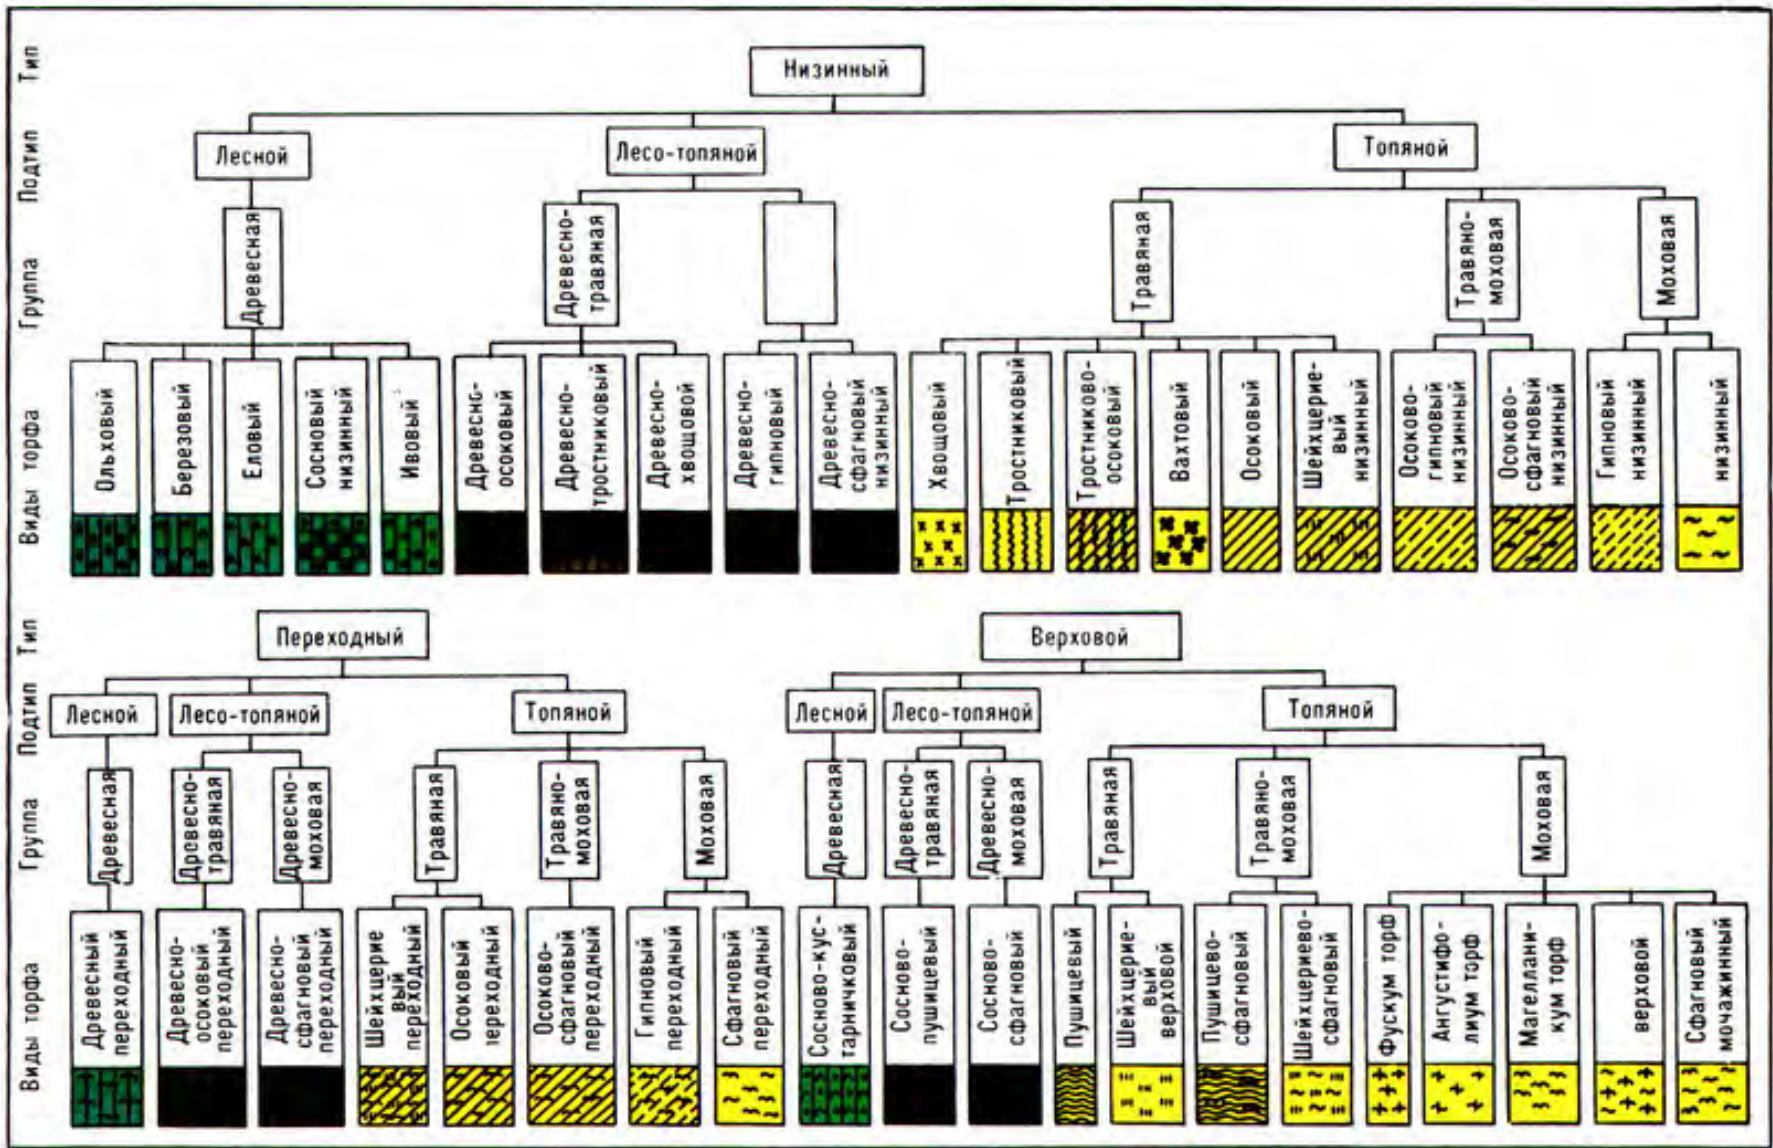 Тип
Низинный
Подтип
Лесной
Лесо-топяной
Топяной
Группа
Древесная
Древесно-
травяная
Травяная
Травяно-
моховая
Моховая
Виды торфа
Ольховый
Березовый
Еловый
Сосновый
низинный
Ивовый
Древесно-
осоковый
Древесно-
тростниковый
Древесно-
хвощовой
Древесно-
гипновый
Древесно-
сфагновый
низинный
Хвощовый
Тростниковый
Тростниково-
осоковый
Вахтовый
Осоковый
Шейхцерие-
вый
низинный
Осоково-
гипновый
низинный
Осоково-
сфагновый
низинный
Гипновый
низинный
низинный
Тип
Переходный
Верховой
Подтип
Лесной
Лесо-топяной
Топяной
Лесной
Лесо-топяной
Топяной
Группа
Древесная
Древесно-
травяная
Древесно-
моховая
Травяная
Травяно-
моховая
Моховая
Древесная
Древесно-
травяная
Древесно-
моховая
Травяная
Травяно-
моховая
Моховая
Виды торфа
Древесный
переходный
Древесно-
осоковый
переходный
Древесно-
сфагновый
переходный
Шейхцерие
вый
переходный
Осоковый
переходный
Осоково-
сфагновый
переходный
Гипновый
переходный
Сфагновый
переходный
Сосново-кус-
тарничковый
Сосново-
пушицевый
Сосново-
сфагновый
Пушицевый
Шейхцерие-
вый
верховой
Пушицево-
сфагновый
Шейхцериево-
сфагновый
Фускум торф
Ангустифо-
лиум торф
Магеллани-
кум торф
верховой
Сфагновый
мочажинный